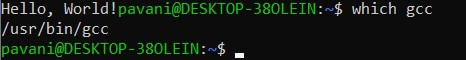 Hello, World!pavani@DESKTOP-38OLEIN:~$ which gcc
/usr/bin/gcc
pavani@DESKTOP-38OLEIN:~$